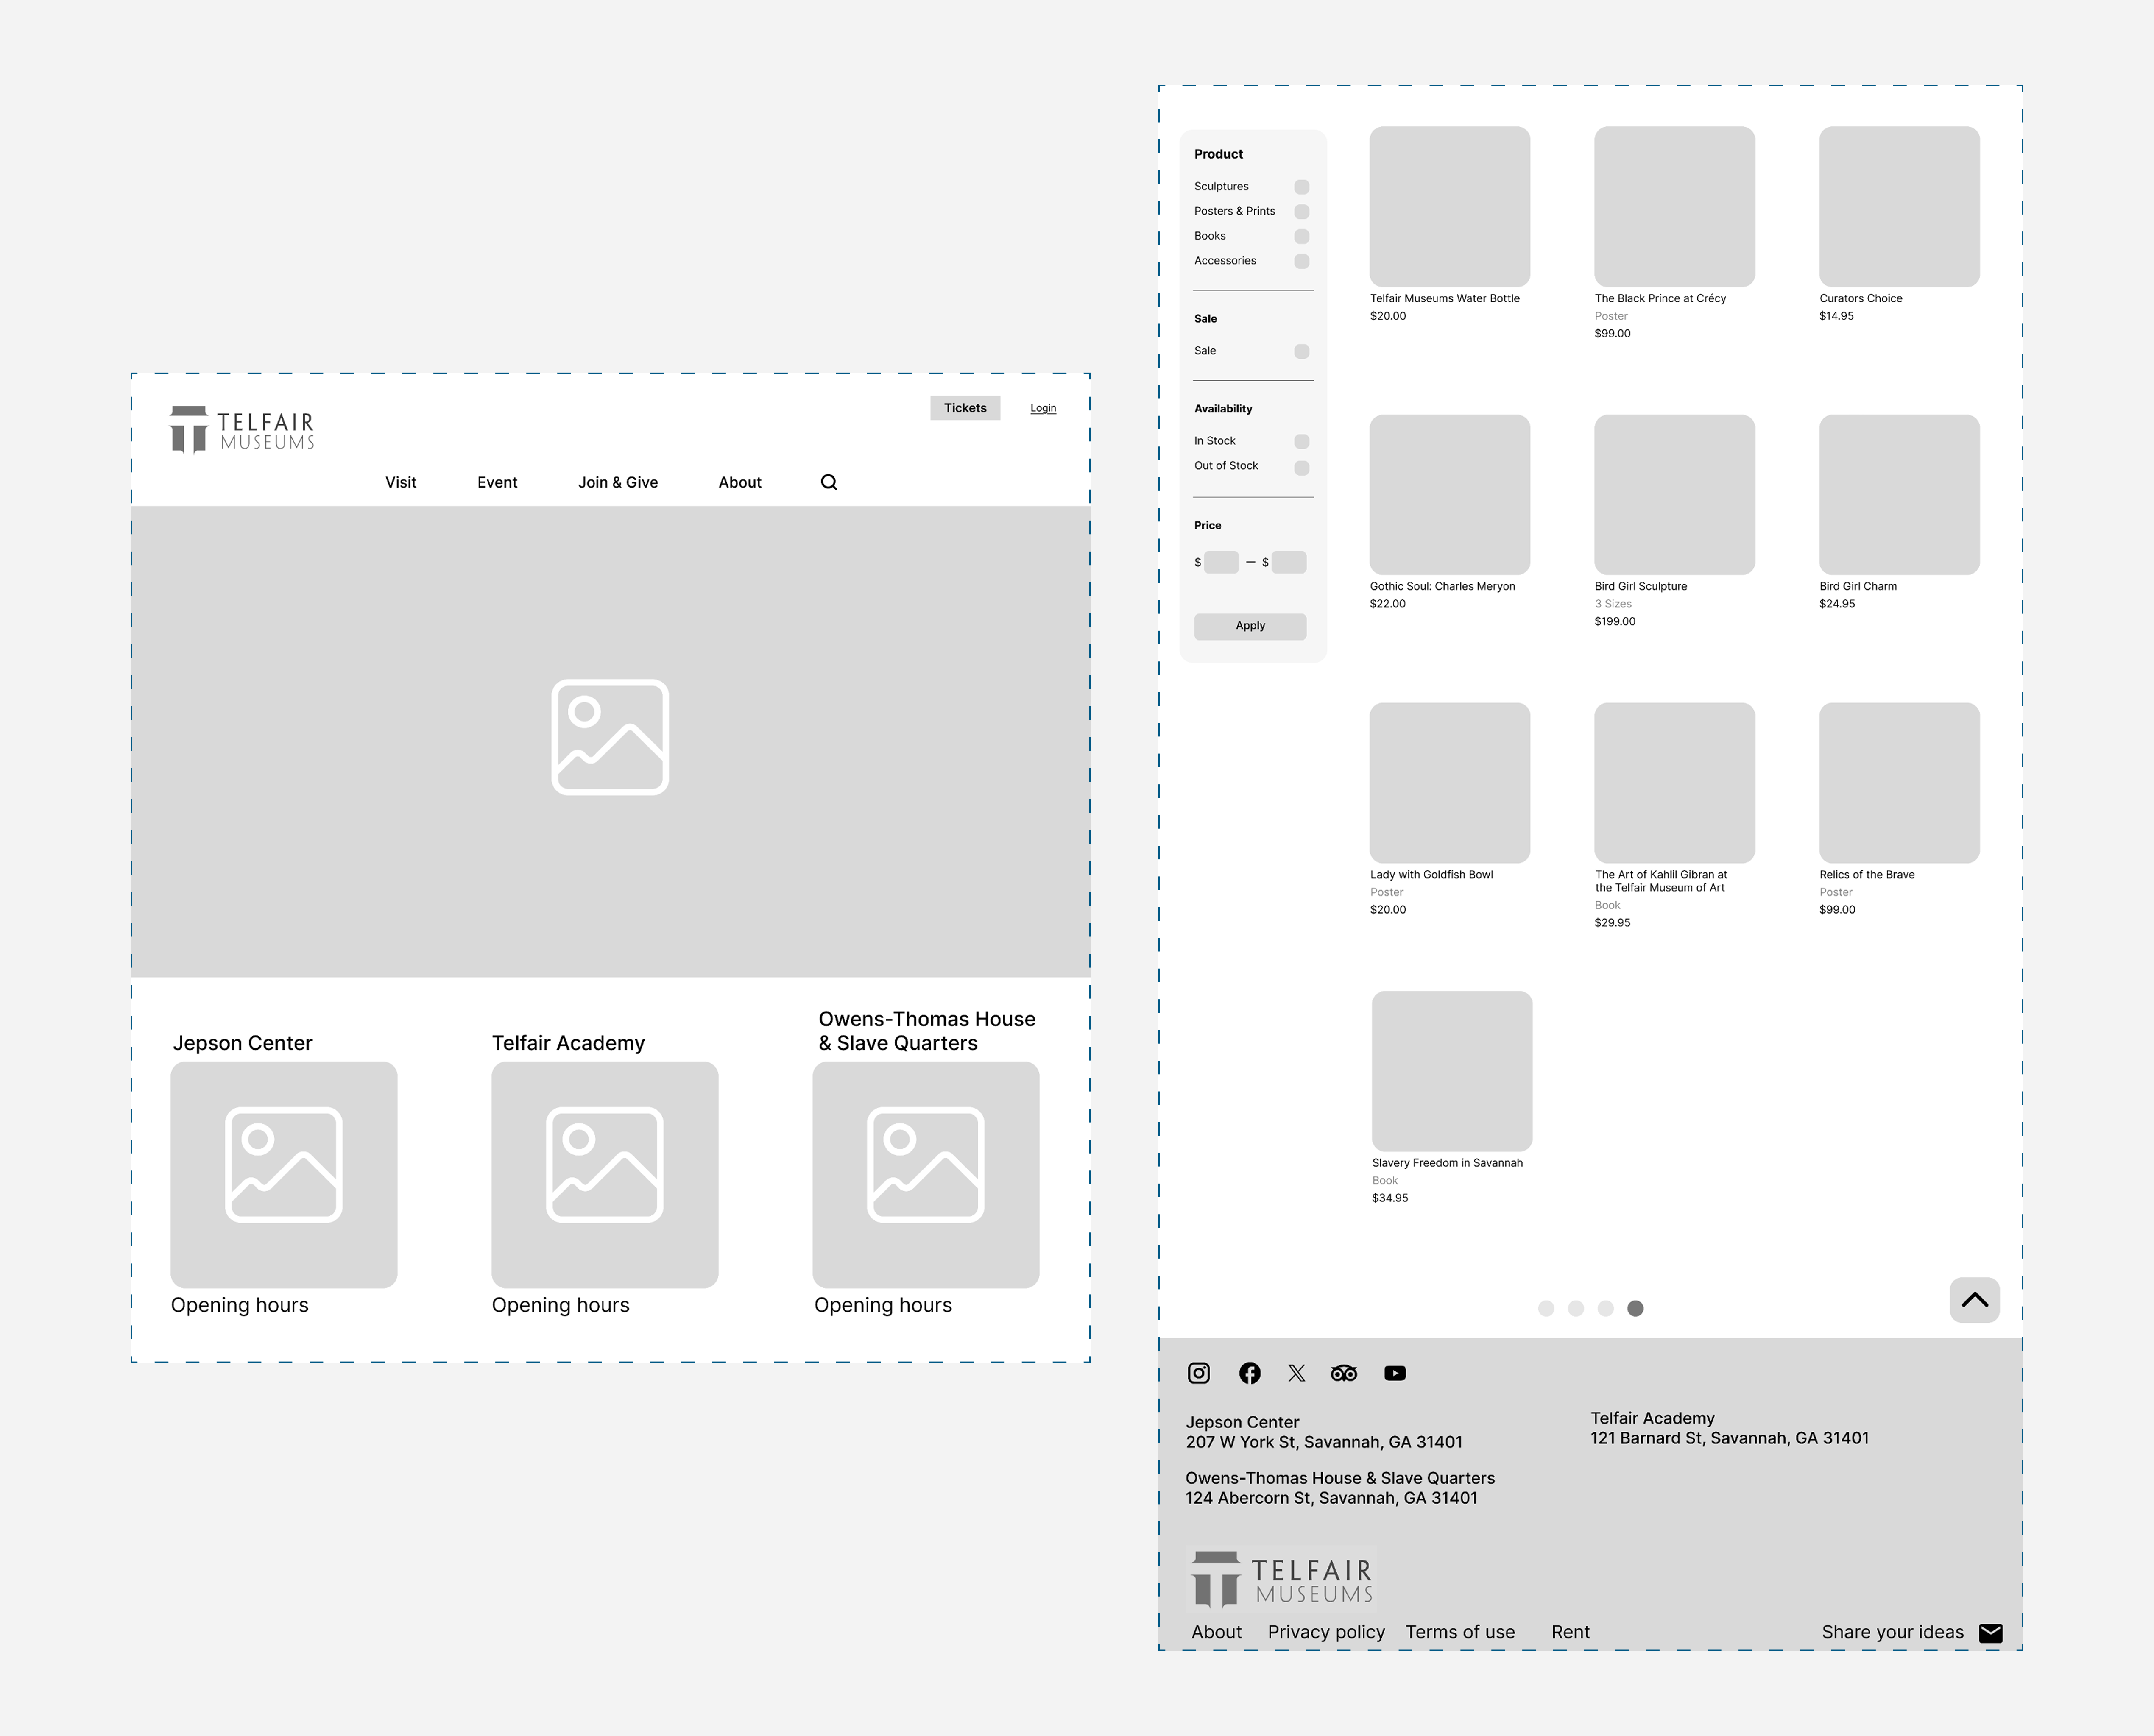 TELFAIR
MUSEUMS
Tickets
Login
Visit
Event
Join & Give
About
Jepson Center
Telfair Academy
Owens-Thomas House
& Slave Quarters
Opening hours
Opening hours
Opening hours
Product
Sculptures
Posters & Prints
Books
Accessories
Sale
Sale
Availability
In Stock
Out of Stock
Price
$ — $
Apply
Telfair Museums Water Bottle
$20.00
The Black Prince at Crécy
Poster
$99.00
Curators Choice
$14.95
Gothic Soul: Charles Meryon
$22.00
Bird Girl Sculpture
3 Sizes
$199.00
Bird Girl Charm
$24.95
Lady with Goldfish Bowl
Poster
$20.00
The Art of Kahlil Gibran at
the Telfair Museum of Art
Book
$29.95
Relics of the Brave
Poster
$99.00
Slavery Freedom in Savannah
Book
$34.95
Jepson Center
207 W York St, Savannah, GA 31401
Telfair Academy
121 Barnard St, Savannah, GA 31401
Owens-Thomas House & Slave Quarters
124 Abercorn St, Savannah, GA 31401
TELFAIR
MUSEUMS
About
Privacy policy
Terms of use
Rent
Share your ideas